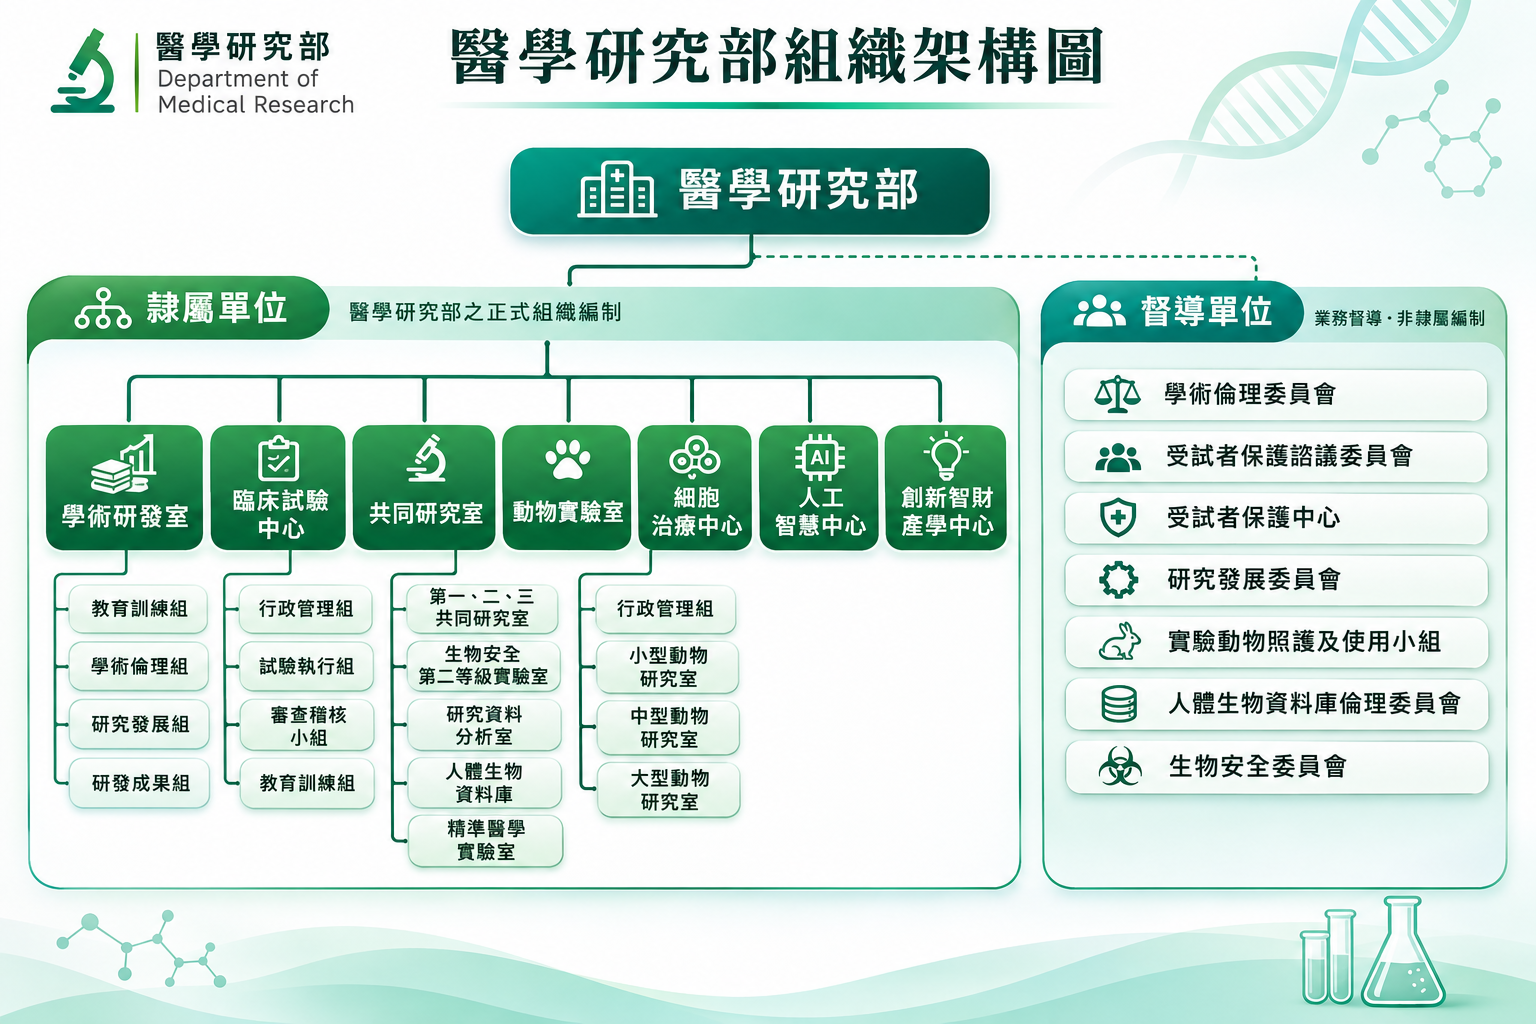 醫學研究部
Department of
Medical Research
醫學研究部組織架構圖
醫學研究部
隸屬單位
醫學研究部之正式組織編制
學術研發室
臨床試驗
中心
共同研究室
動物實驗室
細胞
治療中心
AI
人工
智慧中心
創新智財
產學中心
教育訓練組
學術倫理組
研究發展組
研發成果組
行政管理組
試驗執行組
審查稽核
小組
教育訓練組
第一、二、三
共同研究室
生物安全
第二等級實驗室
研究資料
分析室
人體生物
資料庫
精準醫學
實驗室
行政管理組
小型動物
研究室
中型動物
研究室
大型動物
研究室
督導單位
業務督導・非隸屬編制
學術倫理委員會
受試者保護諮議委員會
受試者保護中心
研究發展委員會
實驗動物照護及使用小組
人體生物資料庫倫理委員會
生物安全委員會